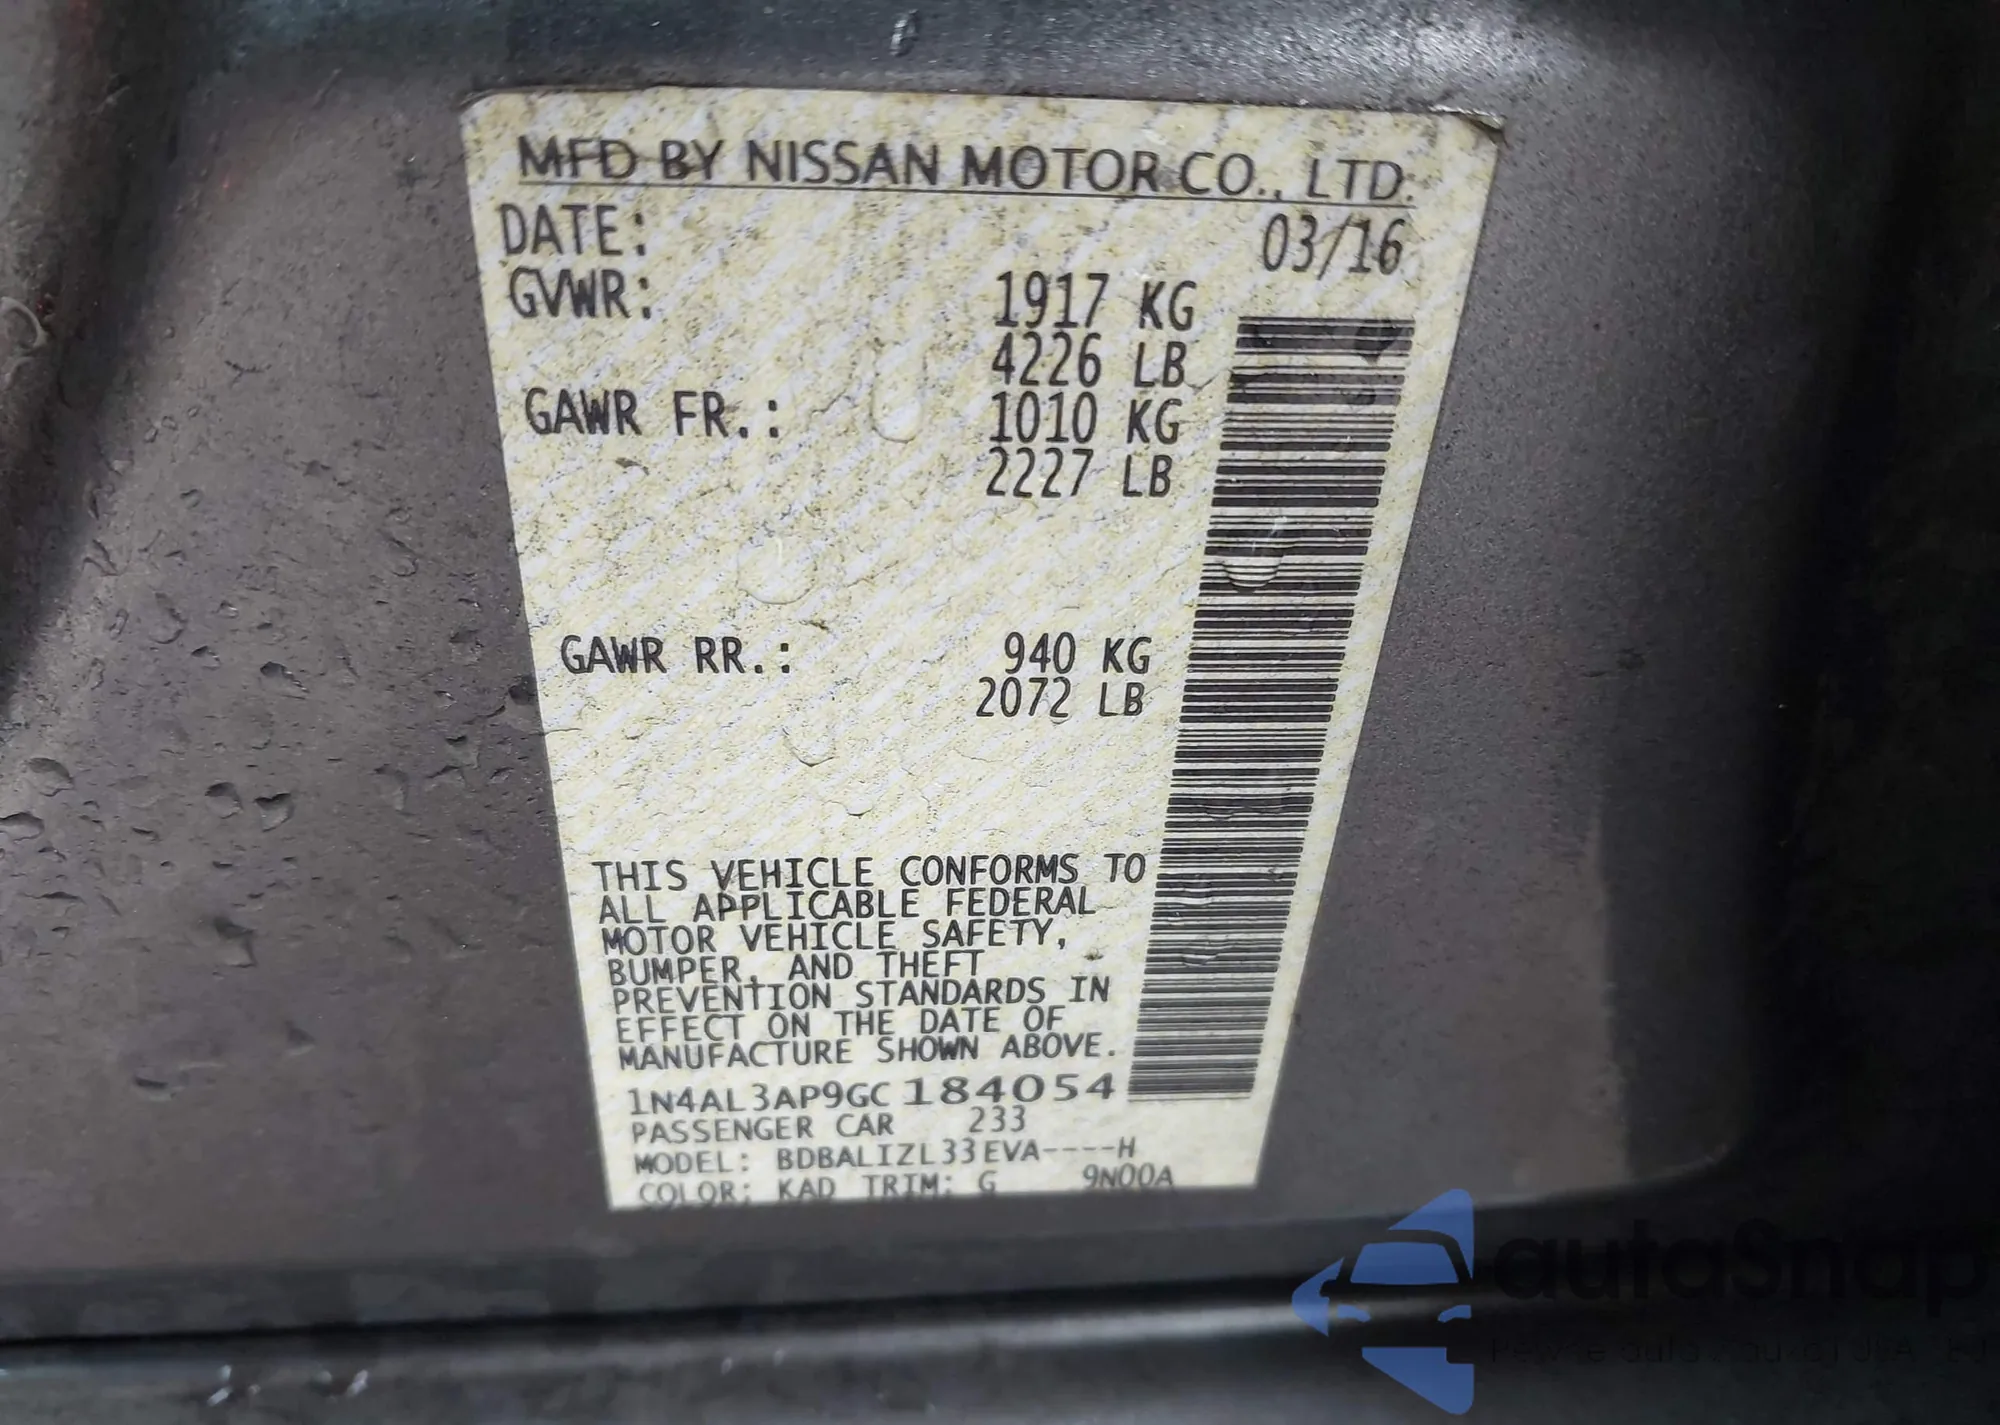 MFD BY NISSAN MOTOR CO., LTD.
DATE: 03/16
GVWR: 1917 KG
4226 LB
GAWR FR.: 1010 KG
2227 LB
GAWR RR.: 940 KG
2072 LB
THIS VEHICLE CONFORMS TO
ALL APPLICABLE FEDERAL
MOTOR VEHICLE SAFETY,
BUMPER, AND THEFT
PREVENTION STANDARDS IN
EFFECT ON THE DATE OF
MANUFACTURE SHOWN ABOVE.
1N4AL3AP9GC184054
PASSENGER CAR 233
MODEL: BDBALIZL33EVA----H
COLOR: KAD TRIM: G 9N00A
autoSnap